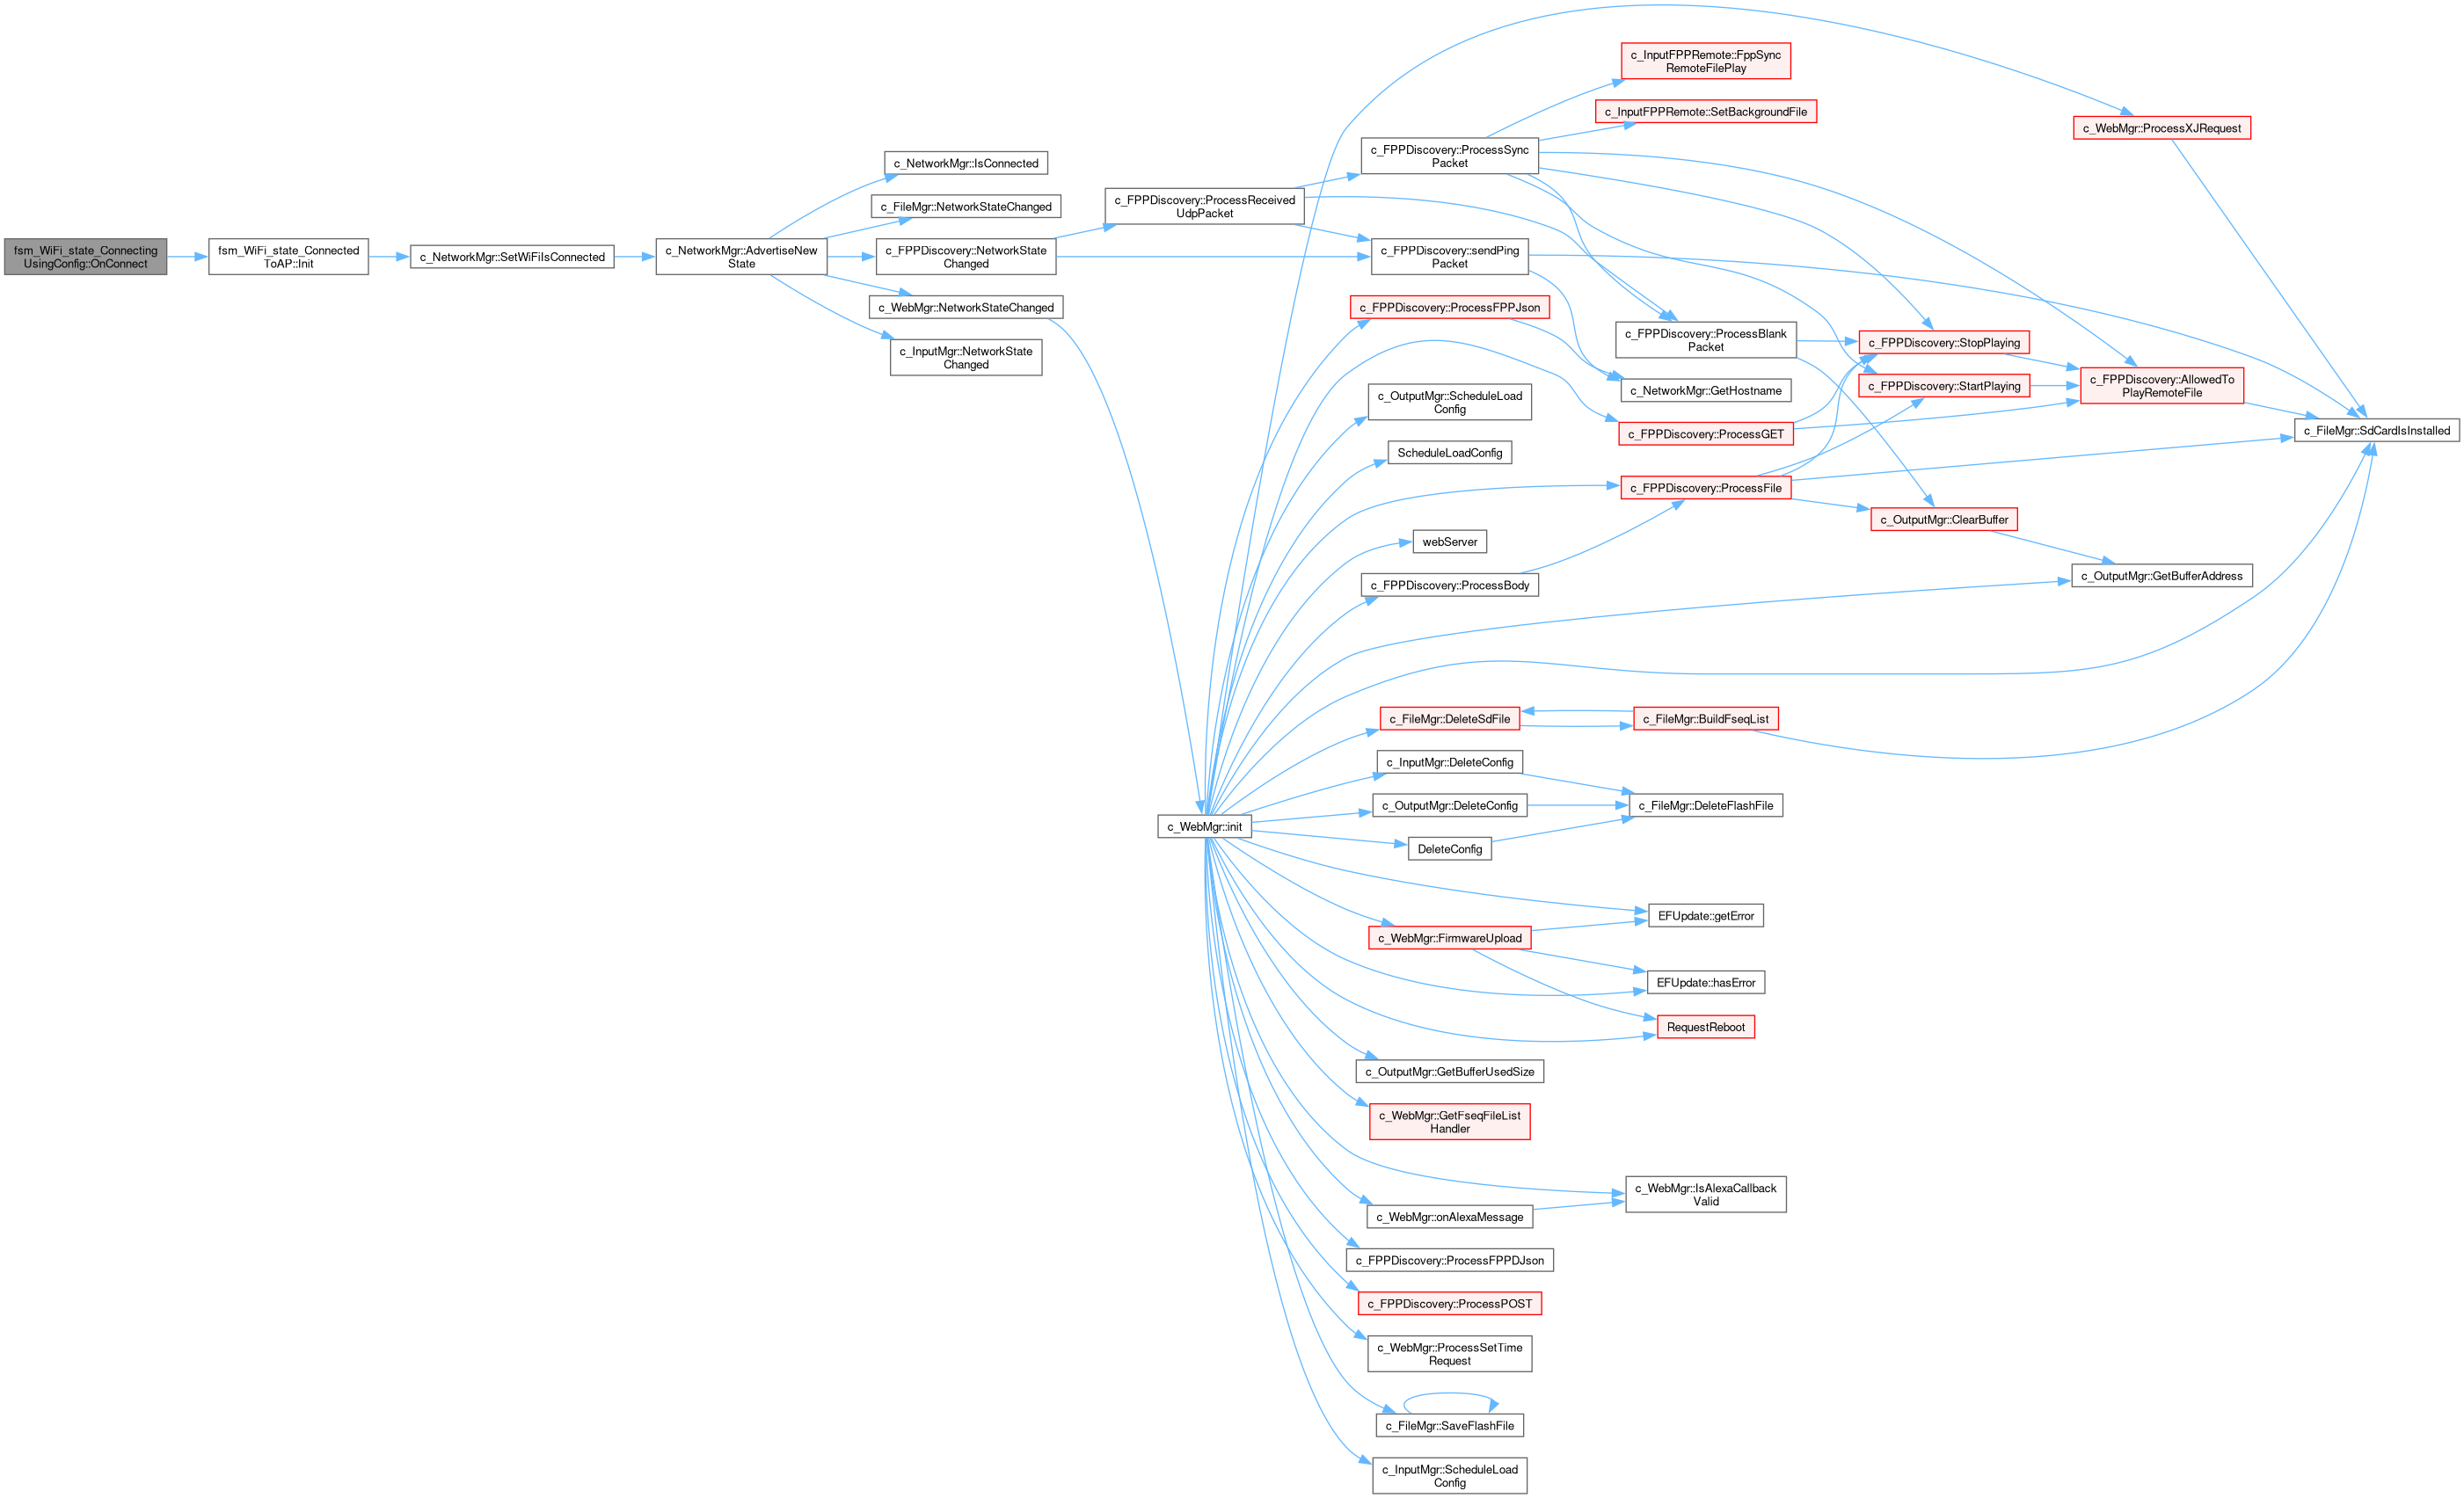 fsm_WiFi_state_Connecting
UsingConfig::OnConnect
fsm_WiFi_state_Connected
ToAP::Init
c_NetworkMgr::SetWiFiIsConnected
c_NetworkMgr::AdvertiseNew
State
c_NetworkMgr::IsConnected
c_FileMgr::NetworkStateChanged
c_FPPDiscovery::NetworkState
Changed
c_WebMgr::NetworkStateChanged
c_InputMgr::NetworkState
Changed
c_FPPDiscovery::ProcessReceived
UdpPacket
c_WebMgr::init
c_FPPDiscovery::ProcessSync
Packet
c_FPPDiscovery::sendPing
Packet
c_FPPDiscovery::ProcessFPPJson
c_OutputMgr::ScheduleLoad
Config
ScheduleLoadConfig
webServer
c_FPPDiscovery::ProcessBody
c_FileMgr::DeleteSdFile
c_InputMgr::DeleteConfig
c_OutputMgr::DeleteConfig
DeleteConfig
c_WebMgr::FirmwareUpload
c_OutputMgr::GetBufferUsedSize
c_WebMgr::GetFseqFileList
Handler
c_WebMgr::onAlexaMessage
c_FPPDiscovery::ProcessFPPDJson
c_FPPDiscovery::ProcessPOST
c_WebMgr::ProcessSetTime
Request
c_FileMgr::SaveFlashFile
c_InputMgr::ScheduleLoad
Config
c_InputFPPRemote::FppSync
RemoteFilePlay
c_InputFPPRemote::SetBackgroundFile
c_FPPDiscovery::ProcessBlank
Packet
c_NetworkMgr::GetHostname
c_FPPDiscovery::ProcessGET
c_FPPDiscovery::ProcessFile
c_FileMgr::BuildFseqList
c_FileMgr::DeleteFlashFile
EFUpdate::getError
EFUpdate::hasError
RequestReboot
c_WebMgr::IsAlexaCallback
Valid
c_FPPDiscovery::StopPlaying
c_FPPDiscovery::StartPlaying
c_OutputMgr::ClearBuffer
c_WebMgr::ProcessXJRequest
c_FPPDiscovery::AllowedTo
PlayRemoteFile
c_OutputMgr::GetBufferAddress
c_FileMgr::SdCardIsInstalled